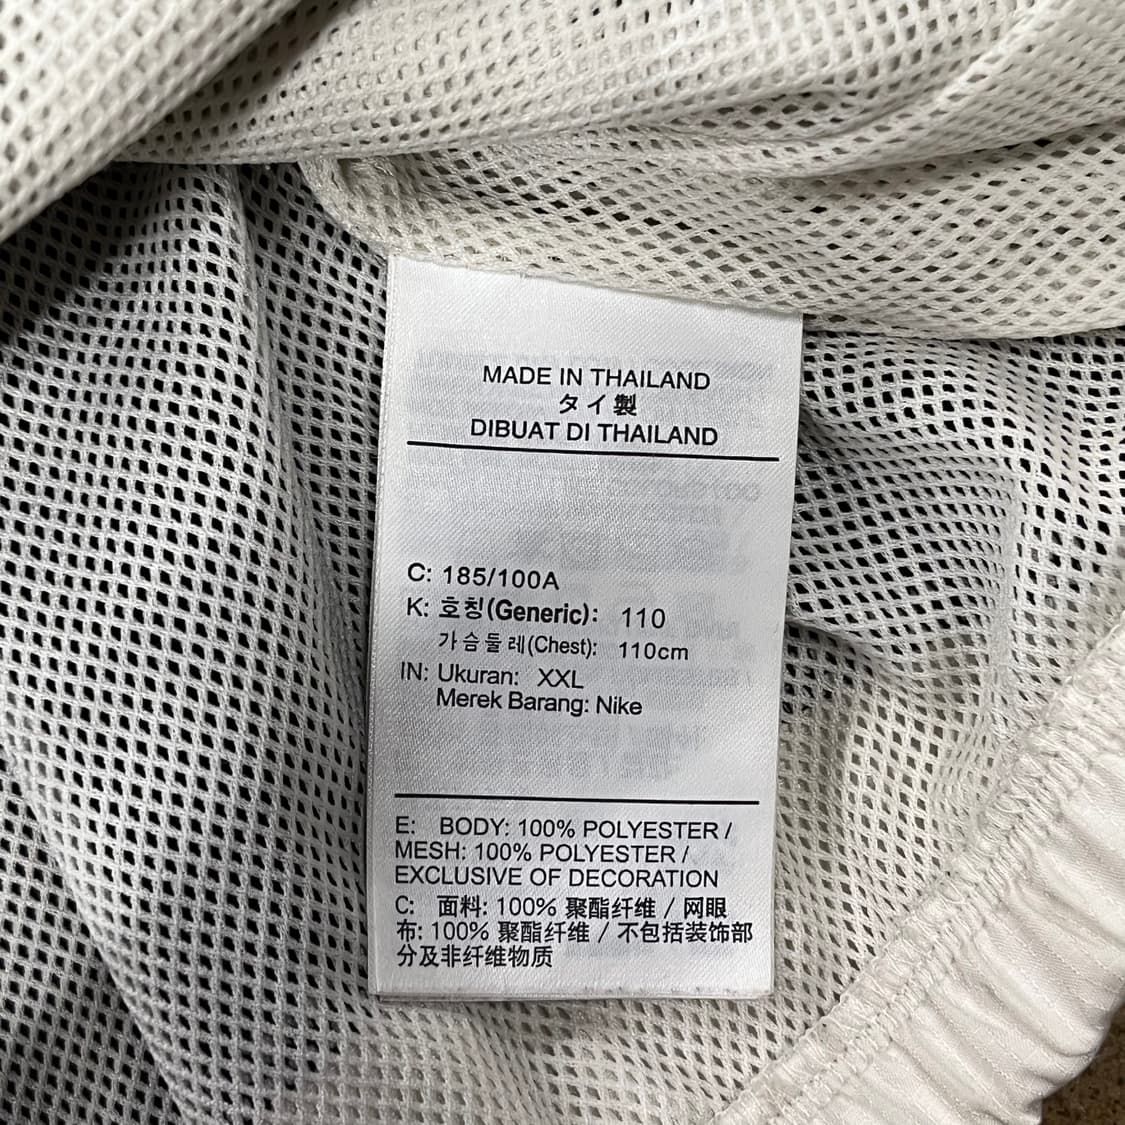 MADE IN THAILAND
タイ製
DIBUAT DI THAILAND
C: 185/100A
K: 호칭(Generic): 110
가슴둘레(Chest): 110cm
IN: Ukuran: XXL
Merek Barang: Nike
E: BODY: 100% POLYESTER /
MESH: 100% POLYESTER /
EXCLUSIVE OF DECORATION
C: 面料: 100% 聚酯纤维 / 网眼
布: 100% 聚酯纤维 / 不包括装饰部
分及非纤维物质